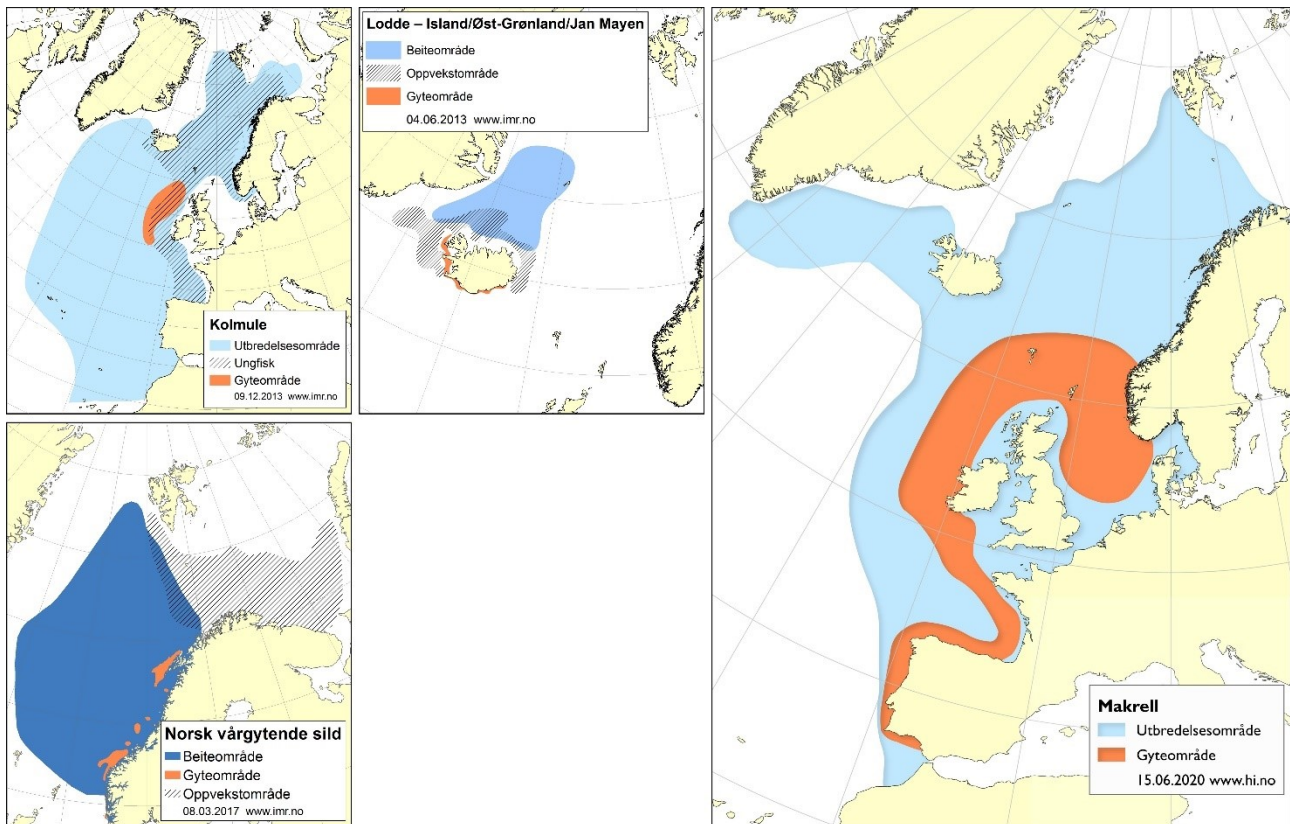 Kolmule
Utbredelsesområde
Ungfisk
Gyteområde
09.12.2013 www.imr.no
Lodde – Island/Øst-Grønland/Jan Mayen
Beiteområde
Oppvekstområde
Gyteområde
04.06.2013 www.imr.no
Norsk vårgytende sild
Beiteområde
Gyteområde
Oppvekstområde
08.03.2017 www.imr.no
Makrell
Utbredelsesområde
Gyteområde
15.06.2020 www.hi.no